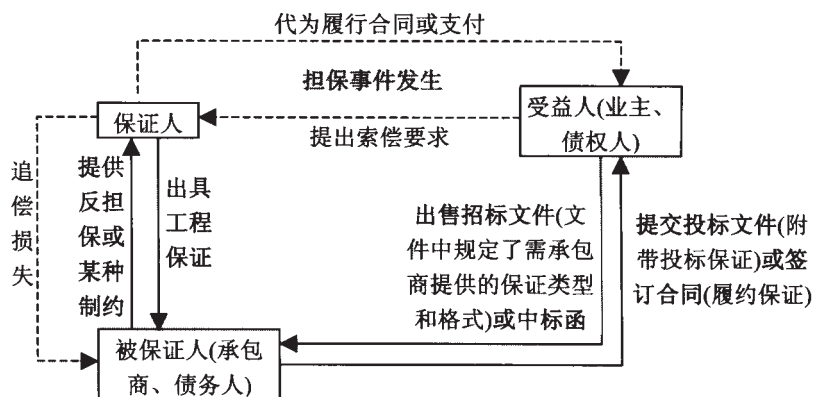 代为履行合同或支付
担保事件发生
保证人
受益人(业主、
债权人)
提出索偿要求
追
偿
损
失
提供
反担
保或
某种
制约
出具
工程
保证
出售招标文件(文
件中规定了需承包
商提供的保证类型
和格式)或中标函
提交投标文件(附
带投标保证)或签
订合同(履约保证)
被保证人(承包
商、债务人)